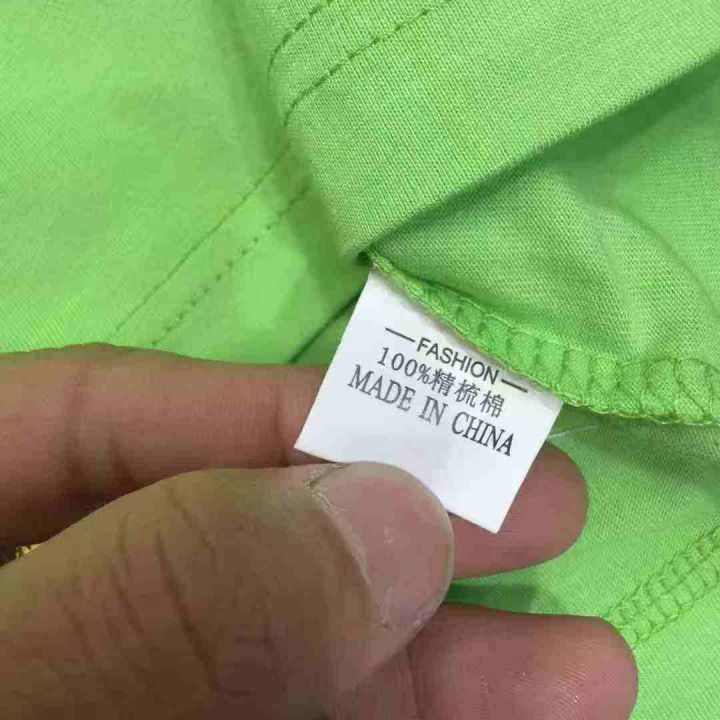 — FASHION —
100%精梳棉
MADE IN CHINA